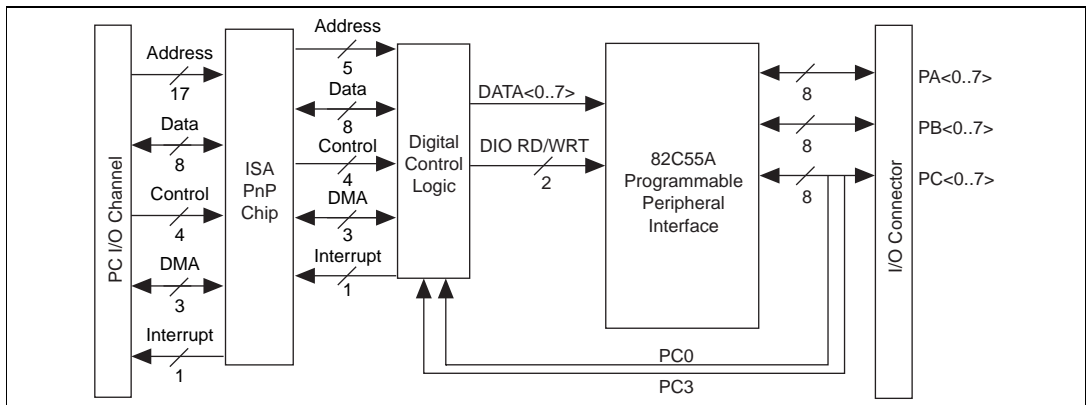 PC I/O Channel
Address
17
Data
8
Control
4
DMA
3
Interrupt
1
ISA
PnP
Chip
Address
5
Data
8
Control
4
DMA
3
Interrupt
1
Digital
Control
Logic
DATA<0..7>
DIO RD/WRT
2
82C55A
Programmable
Peripheral
Interface
8
8
8
PC0
PC3
I/O Connector
PA<0..7>
PB<0..7>
PC<0..7>